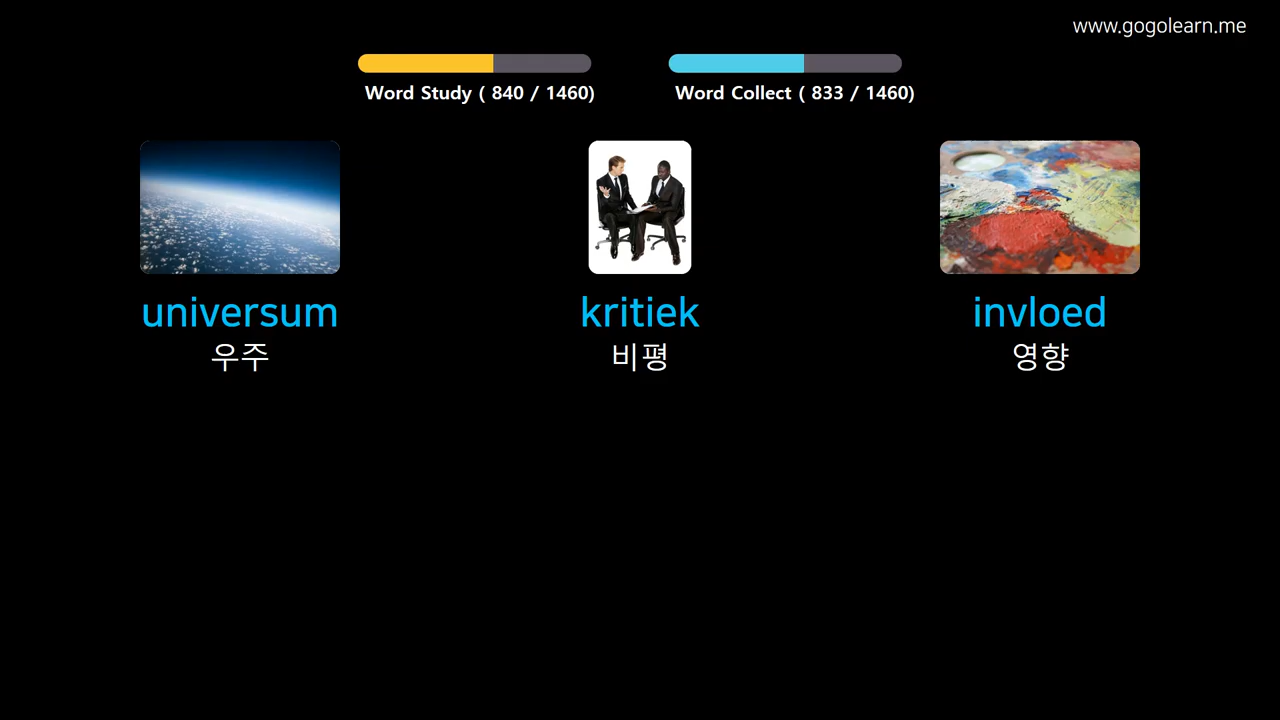 www.gogolearn.me
Word Study ( 840 / 1460)
Word Collect ( 833 / 1460)
universum
우주
kritiek
비평
invloed
영향